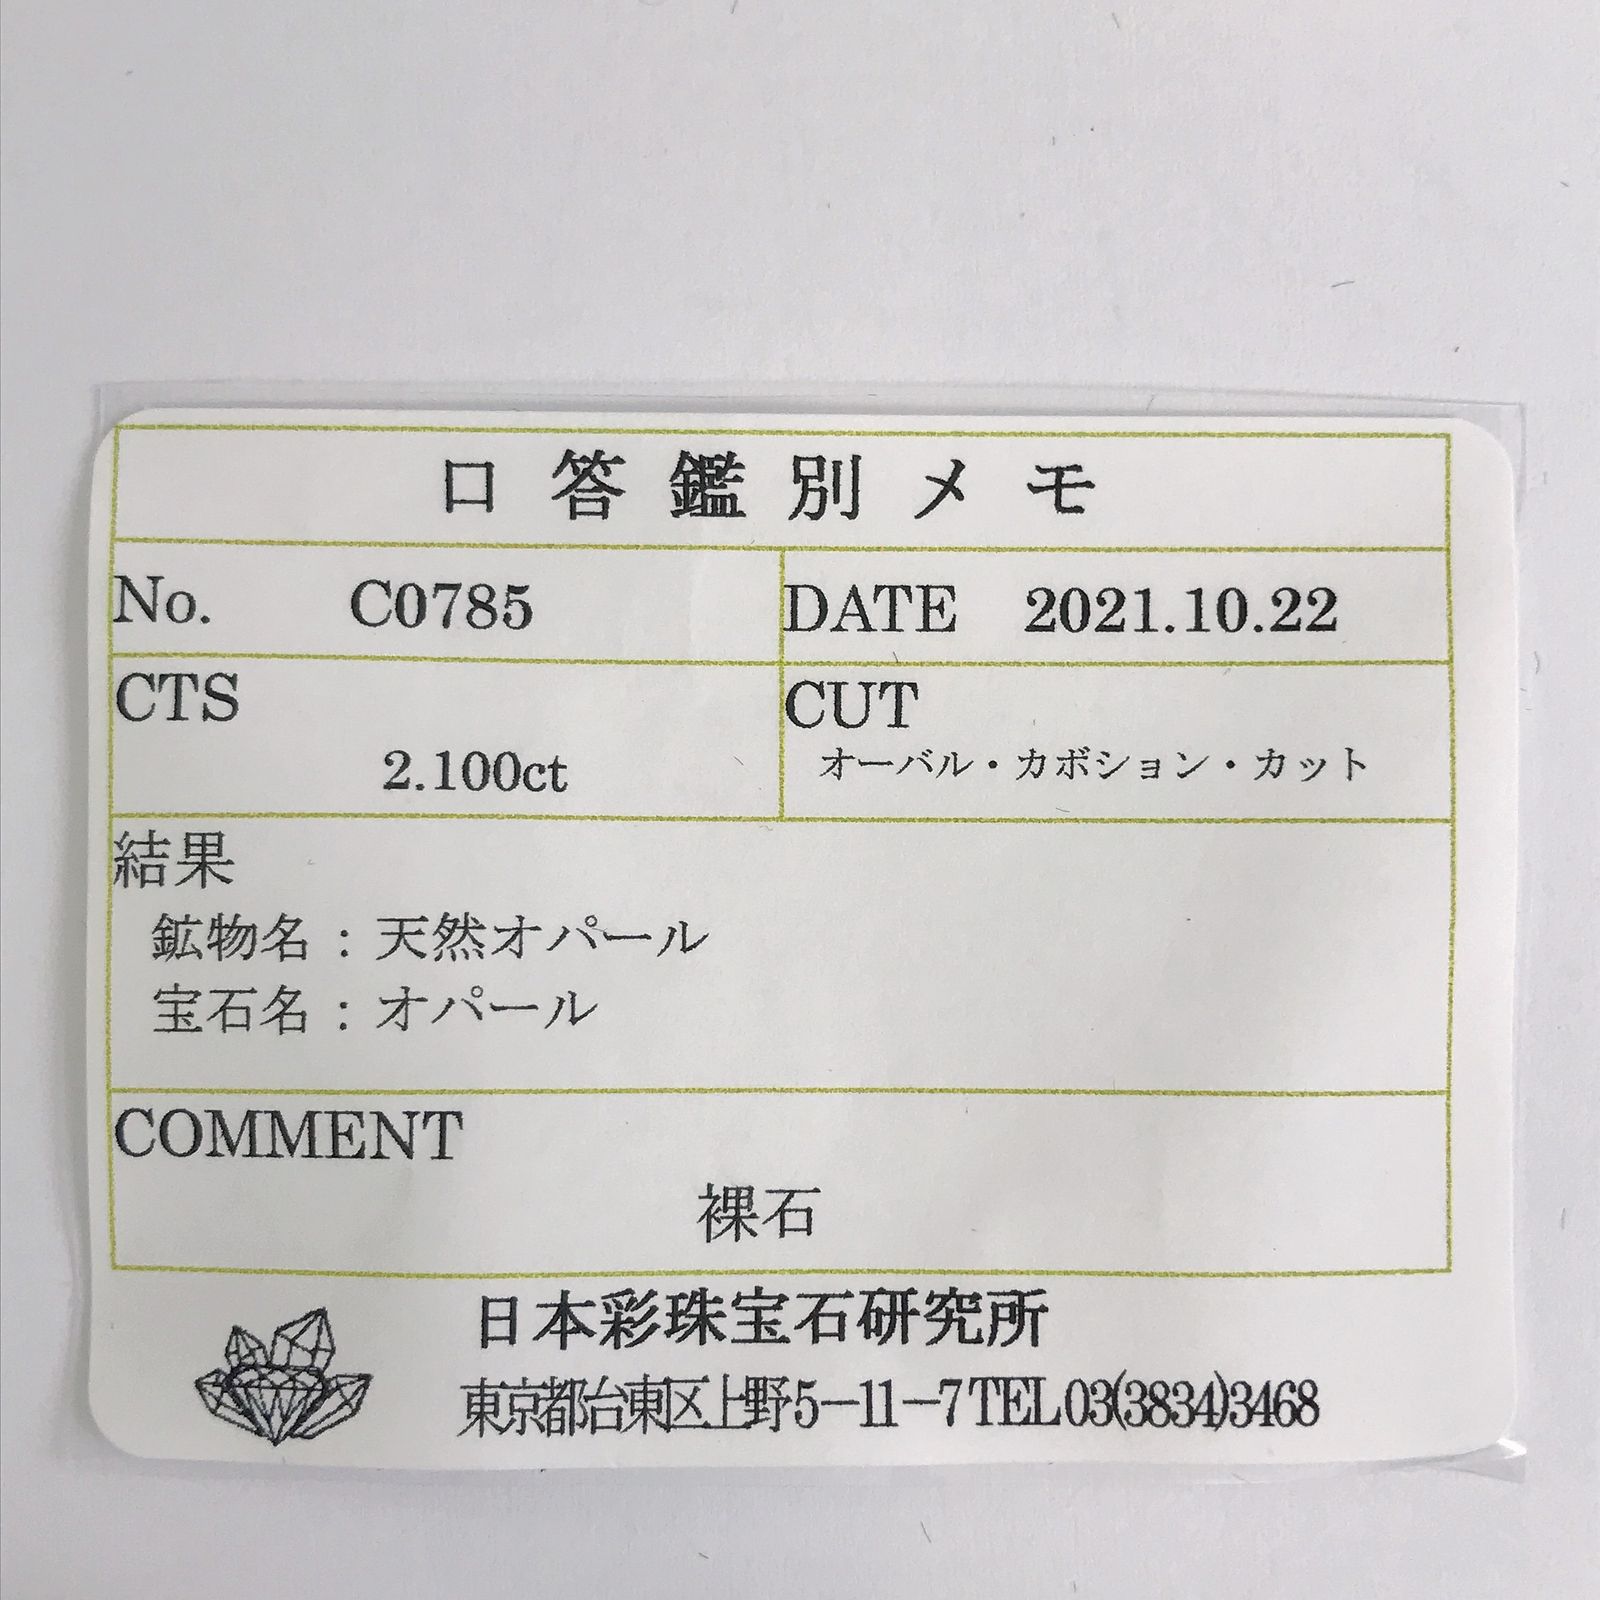 口答鑑別メモ
No. C0785
DATE 2021.10.22
CTS
2.100ct
CUT
オーバル・カボション・カット
結果
鉱物名：天然オパール
宝石名：オパール
COMMENT
裸石
日本彩珠宝石研究所
東京都台東区上野5-11-7 TEL 03(3834)3468